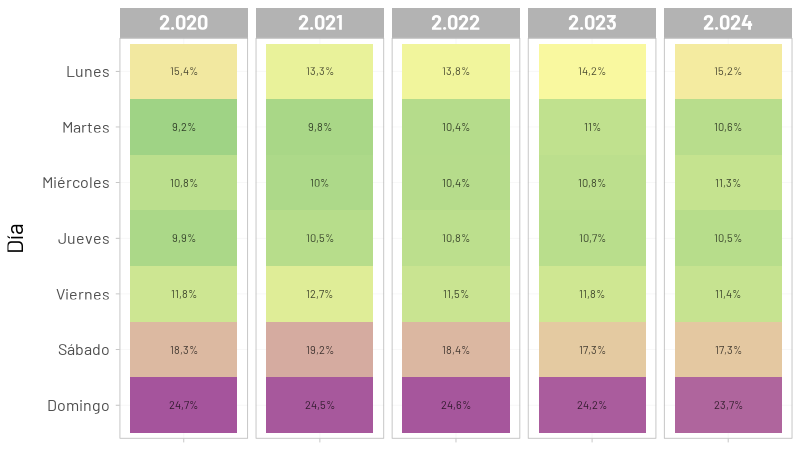 2.020 2.021 2.022 2.023 2.024
Lunes 15,4% 13,3% 13,8% 14,2% 15,2%
Martes 9,2% 9,8% 10,4% 11% 10,6%
Miércoles 10,8% 10% 10,4% 10,8% 11,3%
Día
Jueves 9,9% 10,5% 10,8% 10,7% 10,5%
Viernes 11,8% 12,7% 11,5% 11,8% 11,4%
Sábado 18,3% 19,2% 18,4% 17,3% 17,3%
Domingo 24,7% 24,5% 24,6% 24,2% 23,7%